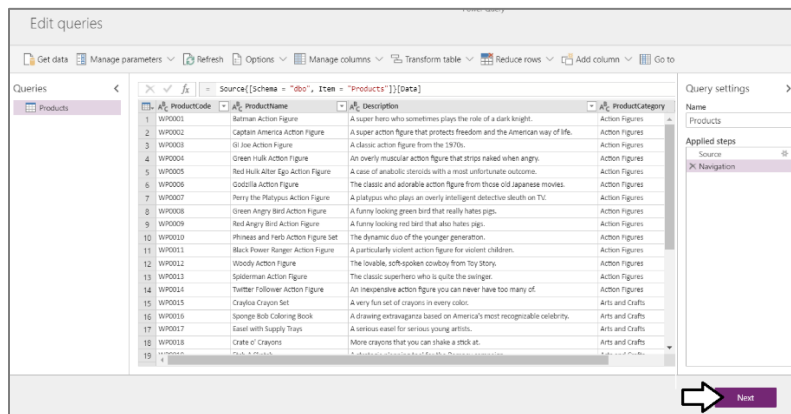 Edit queries
Get data Manage parameters Refresh Options Manage columns Transform table Reduce rows Add column Go to
Queries
Products
fx = Source{[Schema = "dbo", Item = "Products"]}[Data]
ProductCode ProductName Description ProductCategory
1 WP0001 Batman Action Figure A super hero who sometimes plays the role of a dark knight. Action Figures
2 WP0002 Captain America Action Figure A super action figure that protects freedom and the American way of life. Action Figures
3 WP0003 GI Joe Action Figure A classic action figure from the 1970s. Action Figures
4 WP0004 Green Hulk Action Figure An overly muscular action figure that strips naked when angry. Action Figures
5 WP0005 Red Hulk Alter Ego Action Figure A case of anabolic steroids with a most unfortunate outcome. Action Figures
6 WP0006 Godzilla Action Figure The classic and adorable action figure from those old Japanese movies. Action Figures
7 WP0007 Perry the Platypus Action Figure A platypus who plays an overly intelligent detective sleuth on TV. Action Figures
8 WP0008 Green Angry Bird Action Figure A funny looking green bird that really hates pigs. Action Figures
9 WP0009 Red Angry Bird Action Figure A funny looking red bird that also hates pigs. Action Figures
10 WP0010 Phineas and Ferb Action Figure Set The dynamic duo of the younger generation. Action Figures
11 WP0011 Black Power Ranger Action Figure A particularly violent action figure for violent children. Action Figures
12 WP0012 Woody Action Figure The lovable, soft-spoken cowboy from Toy Story. Action Figures
13 WP0013 Spiderman Action Figure The classic superhero who is quite the swinger. Action Figures
14 WP0014 Twitter Follower Action Figure An inexpensive action figure you can never have too many of. Action Figures
15 WP0015 Crayloa Crayon Set A very fun set of crayons in every color. Arts and Crafts
16 WP0016 Sponge Bob Coloring Book A drawing extravaganza based on America's most recognizable celebrity. Arts and Crafts
17 WP0017 Easel with Supply Trays A serious easel for serious young artists. Arts and Crafts
18 WP0018 Crate o' Crayons More crayons that you can shake a stick at. Arts and Crafts
19
Query settings
Name
Products
Applied steps
Source
Navigation
Next